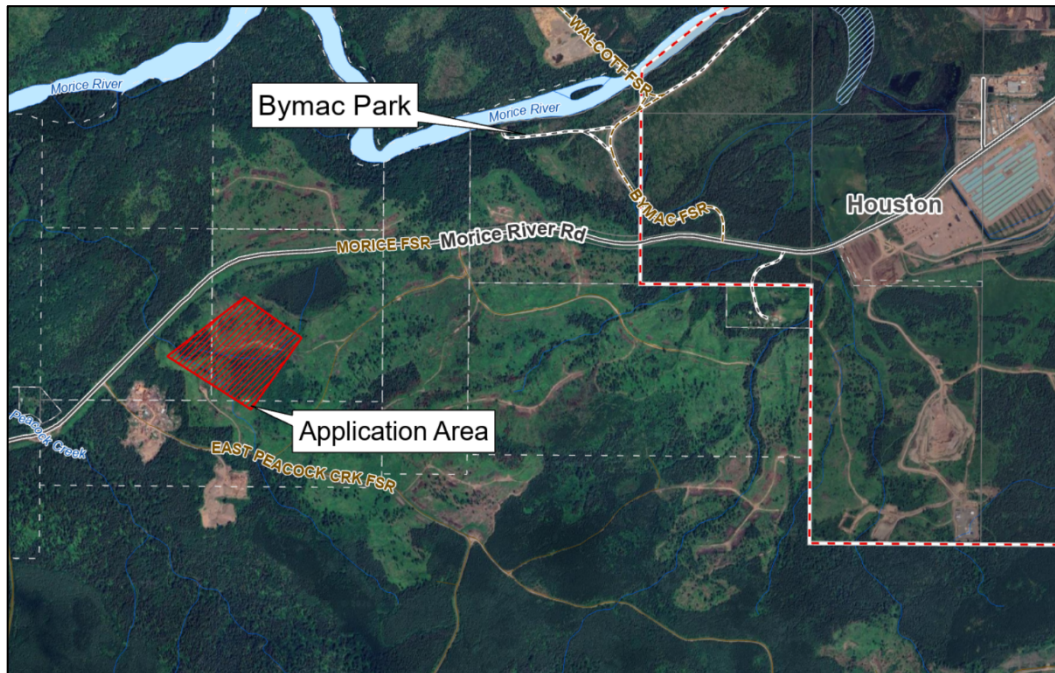 WALCOTT FSR
Morice River
Bymac Park
Morice River
BYMAC FSR
Houston
MORICE FSR
Morice River Rd
Application Area
Peacock Creek
EAST PEACOCK CRK FSR